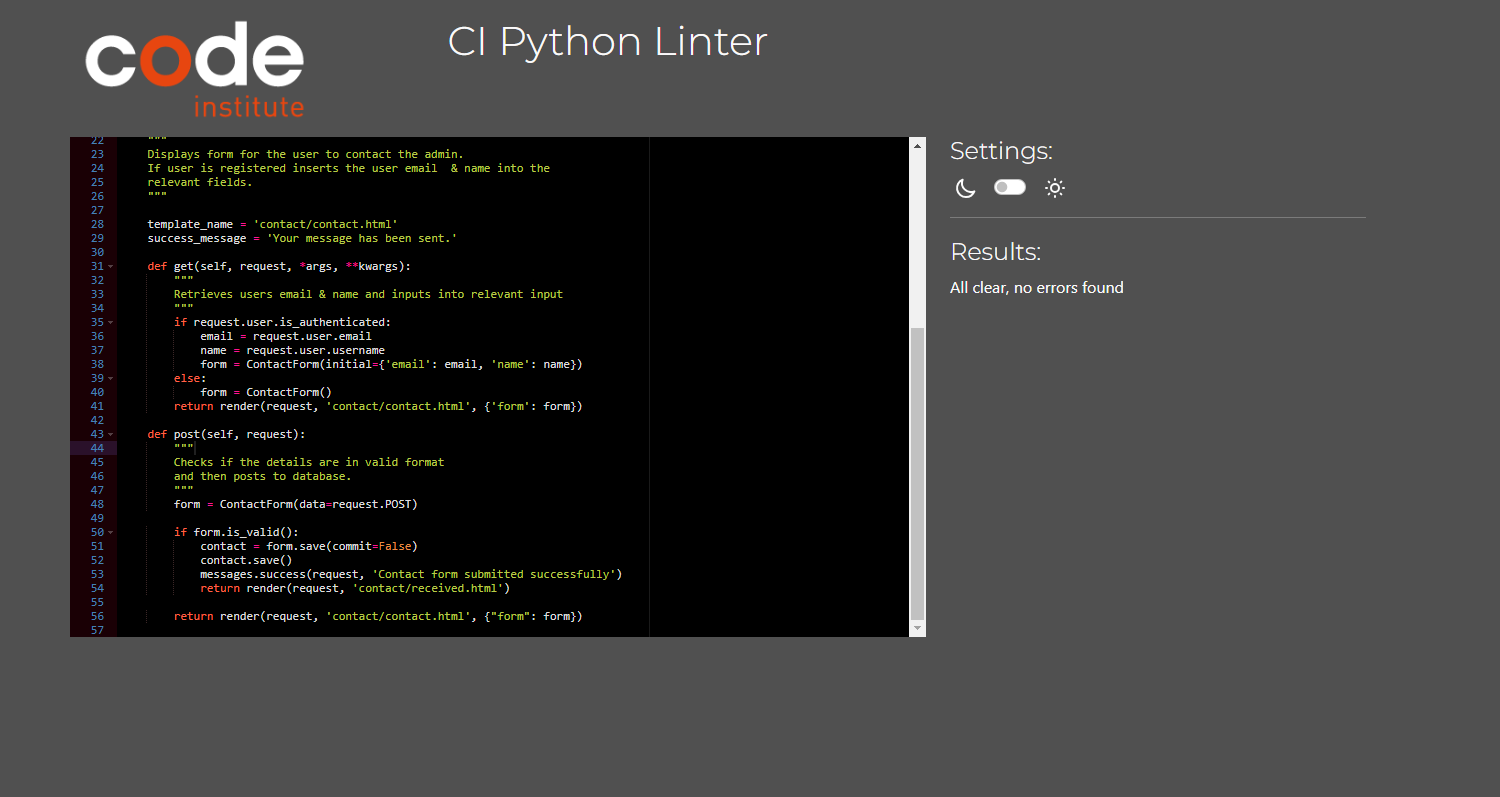 code
institute
CI Python Linter
22 """
23 Displays form for the user to contact the admin.
24 If user is registered inserts the user email  & name into the
25 relevant fields.
26 """
27
28 template_name = 'contact/contact.html'
29 success_message = 'Your message has been sent.'
30
31 def get(self, request, *args, **kwargs):
32 """
33 Retrieves users email & name and inputs into relevant input
34 """
35 if request.user.is_authenticated:
36 email = request.user.email
37 name = request.user.username
38 form = ContactForm(initial={'email': email, 'name': name})
39 else:
40 form = ContactForm()
41 return render(request, 'contact/contact.html', {'form': form})
42
43 def post(self, request):
44 """
45 Checks if the details are in valid format
46 and then posts to database.
47 """
48 form = ContactForm(data=request.POST)
49
50 if form.is_valid():
51 contact = form.save(commit=False)
52 contact.save()
53 messages.success(request, 'Contact form submitted successfully')
54 return render(request, 'contact/received.html')
55
56 return render(request, 'contact/contact.html', {"form": form})
57
Settings:
Results:
All clear, no errors found